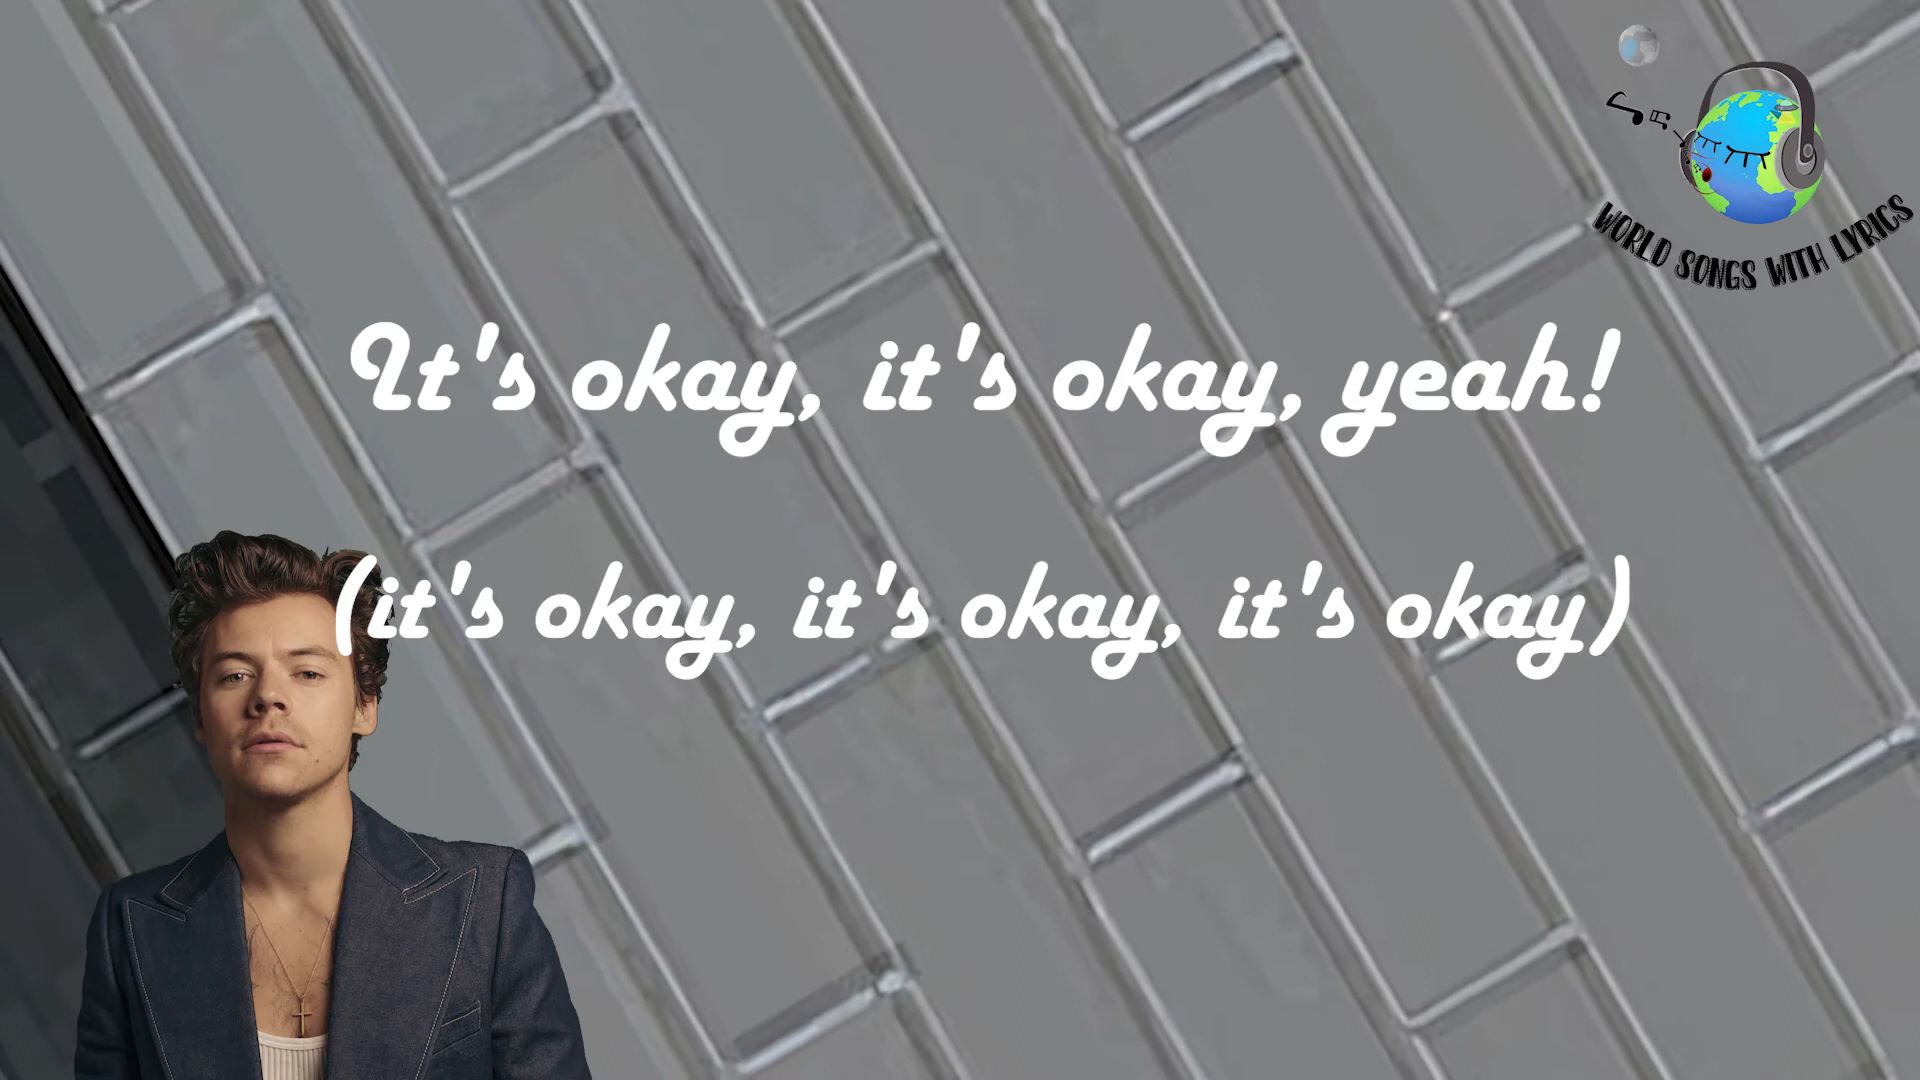 WORLD SONGS WITH LYRICS
It's okay, it's okay, yeah!
(it's okay, it's okay, it's okay)